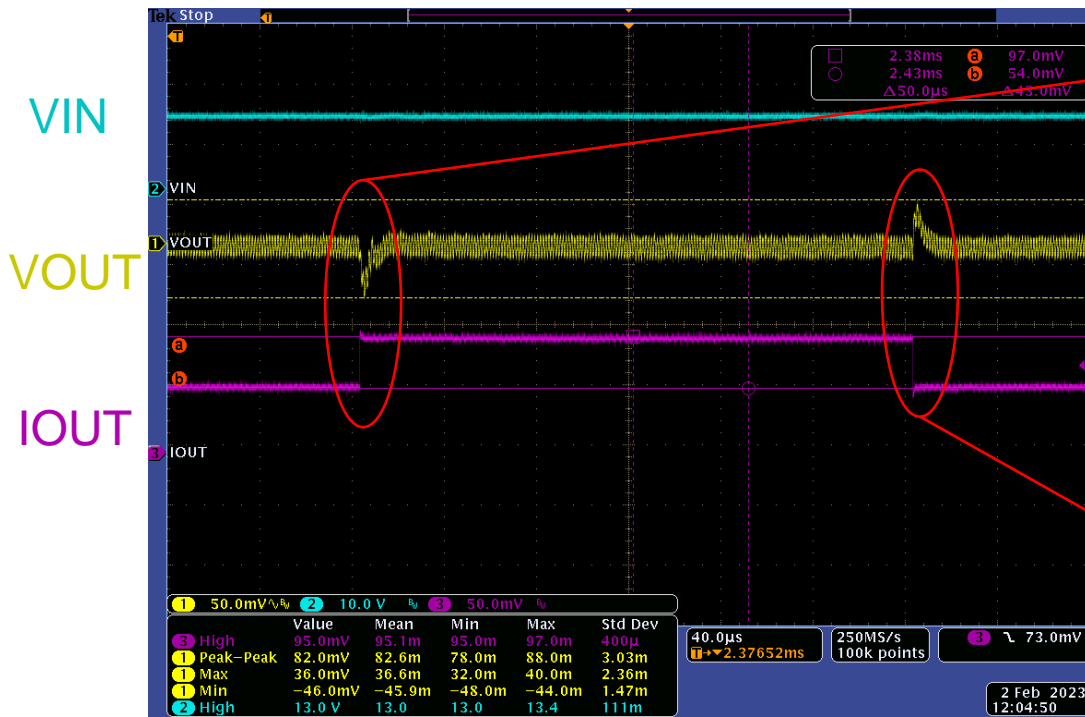 Tek Stop
T
T
2.38ms a 97.0mV
2.43ms b 54.0mV
Δ50.0µs Δ43.0mV
VIN
2 VIN
1 VOUT
VOUT
a
b
IOUT
3 IOUT
1 50.0mV∿BW 2 10.0 V BW 3 50.0mV BW
Value Mean Min Max Std Dev
3 High 95.0mV 95.1m 95.0m 97.0m 400µ
1 Peak-Peak 82.0mV 82.6m 78.0m 88.0m 3.03m
1 Max 36.0mV 36.6m 32.0m 40.0m 2.36m
1 Min −46.0mV −45.9m −48.0m −44.0m 1.47m
2 High 13.0 V 13.0 13.0 13.4 111m
40.0µs
T→▼2.37652ms
250MS/s
100k points
3 ↘ 73.0mV
2 Feb 2023
12:04:50